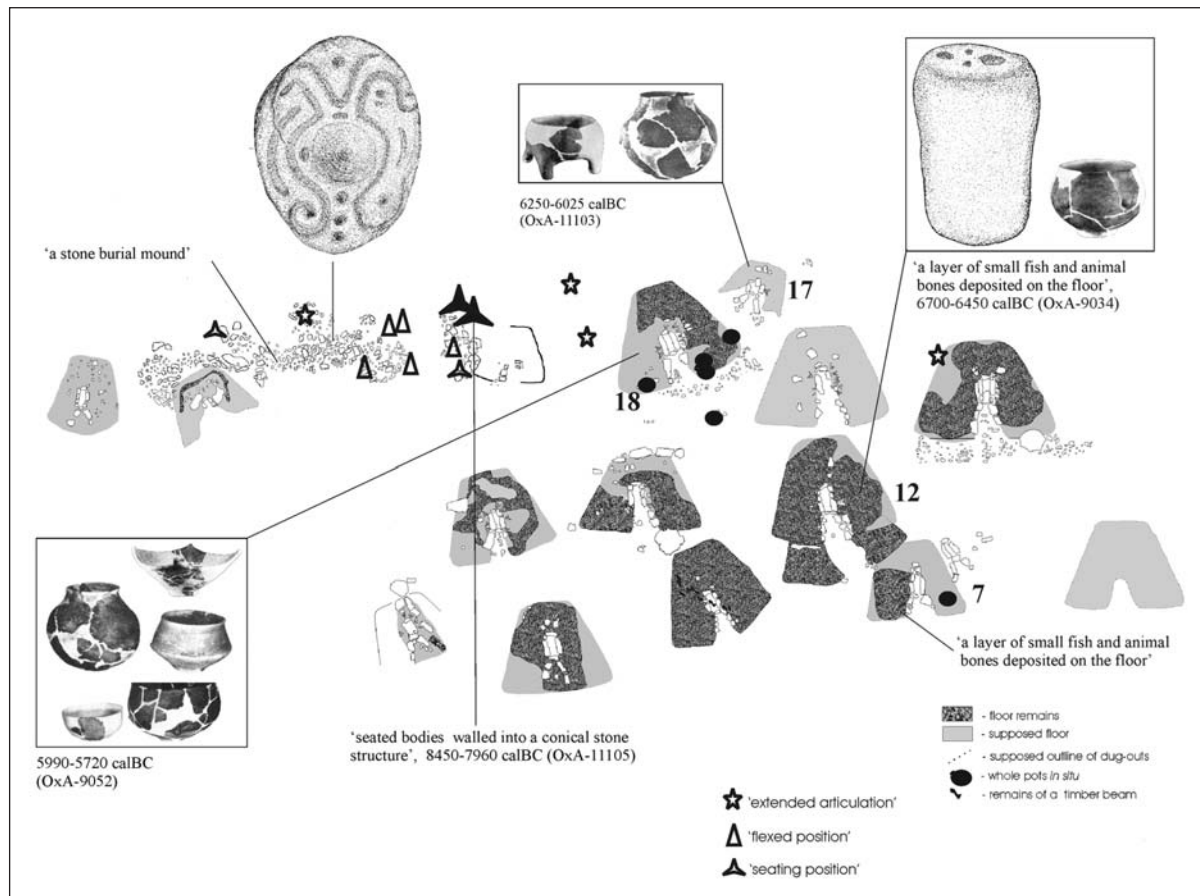 6250-6025 calBC
(OxA-11103)
'a stone burial mound'
'a layer of small fish and animal
bones deposited on the floor',
6700-6450 calBC (OxA-9034)
17
18
12
7
'a layer of small fish and animal
bones deposited on the floor'
'seated bodies walled into a conical stone
structure', 8450-7960 calBC (OxA-11105)
5990-5720 calBC
(OxA-9052)
- floor remains
- supposed floor
- supposed outline of dug-outs
- whole pots in situ
- remains of a timber beam
'extended articulation'
'flexed position'
'seating position'